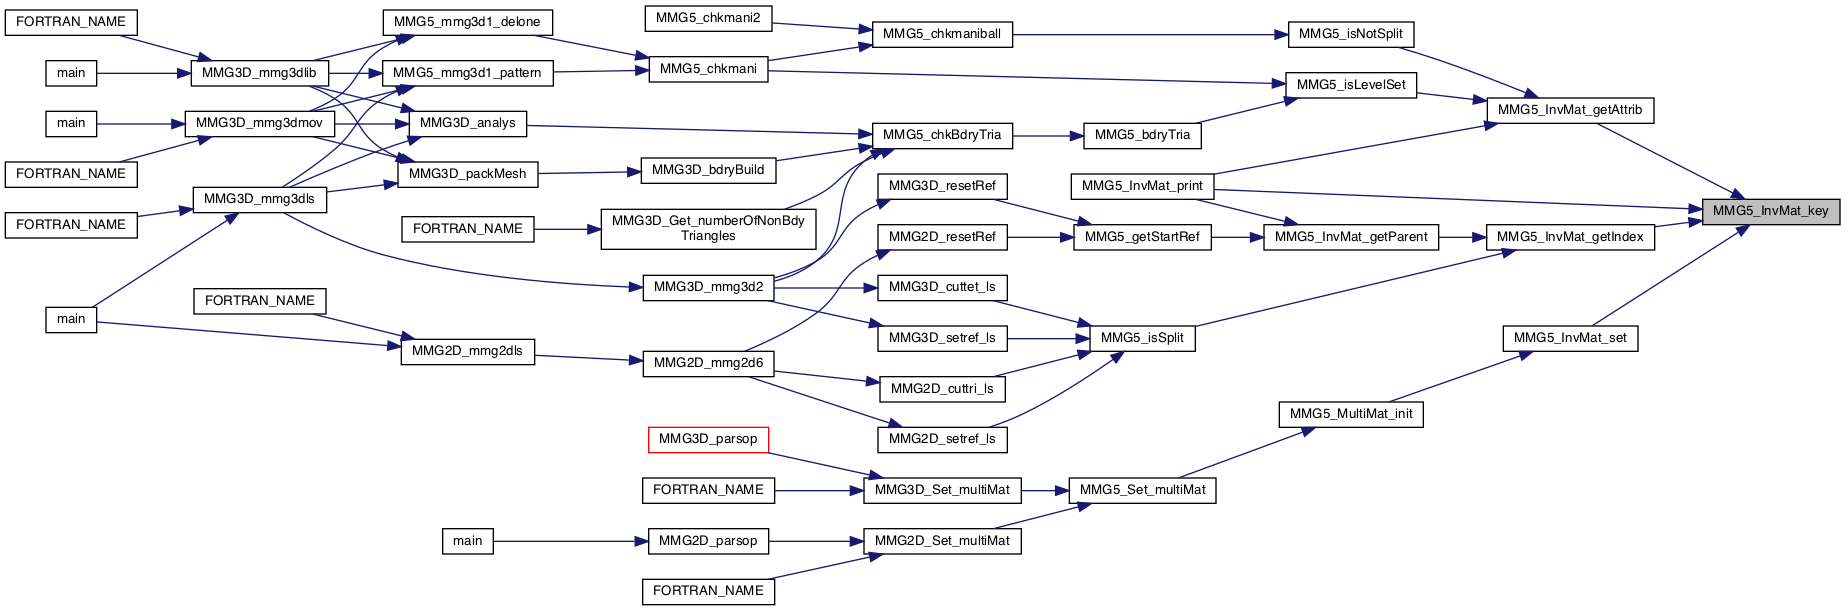 FORTRAN_NAME
MMG5_mmg3d1_delone
MMG5_chkmani2
MMG5_chkmaniball
MMG5_isNotSplit
main
MMG3D_mmg3dlib
MMG5_mmg3d1_pattern
MMG5_chkmani
MMG5_isLevelSet
MMG5_InvMat_getAttrib
main
MMG3D_mmg3dmov
MMG3D_analys
MMG5_chkBdryTria
MMG5_bdryTria
FORTRAN_NAME
MMG3D_packMesh
MMG3D_bdryBuild
MMG3D_resetRef
MMG5_InvMat_print
MMG3D_mmg3dls
MMG5_InvMat_key
FORTRAN_NAME
FORTRAN_NAME
MMG3D_Get_numberOfNonBdy
Triangles
MMG2D_resetRef
MMG5_getStartRef
MMG5_InvMat_getParent
MMG5_InvMat_getIndex
MMG3D_mmg3d2
MMG3D_cuttet_ls
FORTRAN_NAME
main
MMG3D_setref_ls
MMG5_isSplit
MMG5_InvMat_set
MMG2D_mmg2dls
MMG2D_mmg2d6
MMG2D_cuttri_ls
MMG5_MultiMat_init
MMG3D_parsop
MMG2D_setref_ls
FORTRAN_NAME
MMG3D_Set_multiMat
MMG5_Set_multiMat
main
MMG2D_parsop
MMG2D_Set_multiMat
FORTRAN_NAME